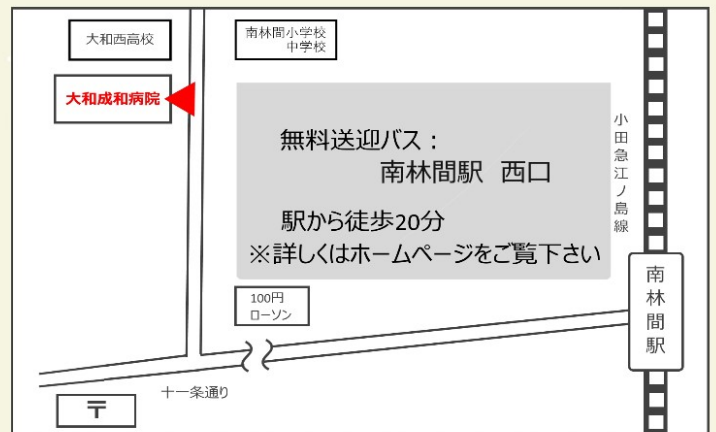 大和西高校
南林間小学校
中学校
大和成和病院
無料送迎バス：
南林間駅 西口
駅から徒歩20分
※詳しくはホームページをご覧下さい
小田急江ノ島線
南林間駅
100円
ローソン
十一条通り
〒